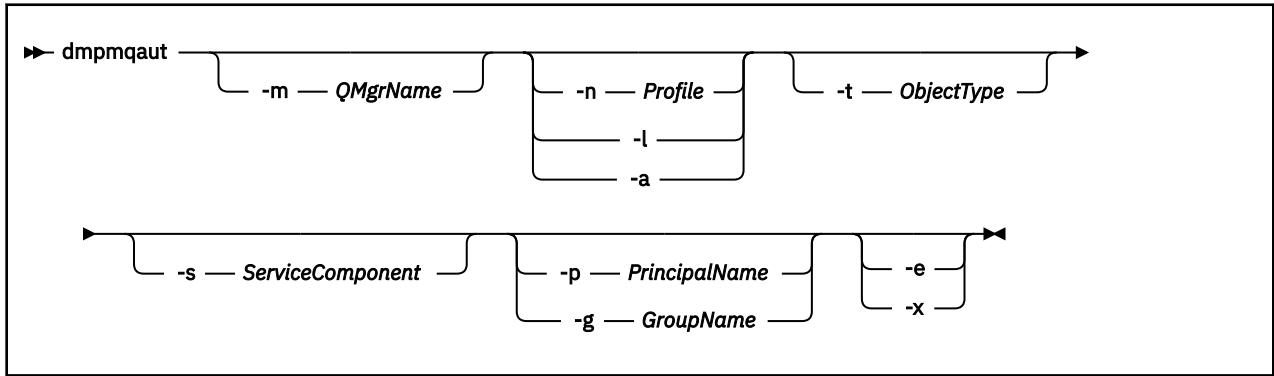 dmpmqaut
-m QMgrName
-n Profile
-t ObjectType
-l
-a
-s ServiceComponent
-p PrincipalName
-e
-g GroupName
-x